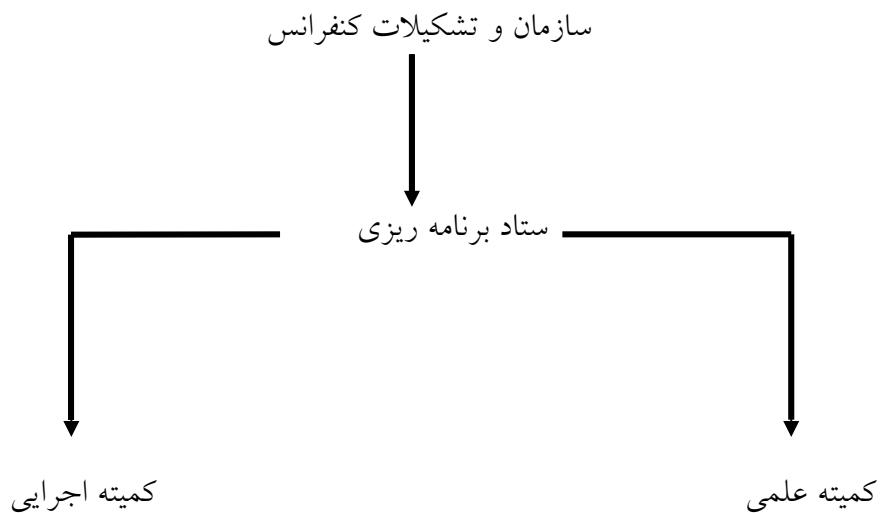 سازمان و تشکیلات کنفرانس
ستاد برنامه ریزی
کمیته علمی
کمیته اجرایی